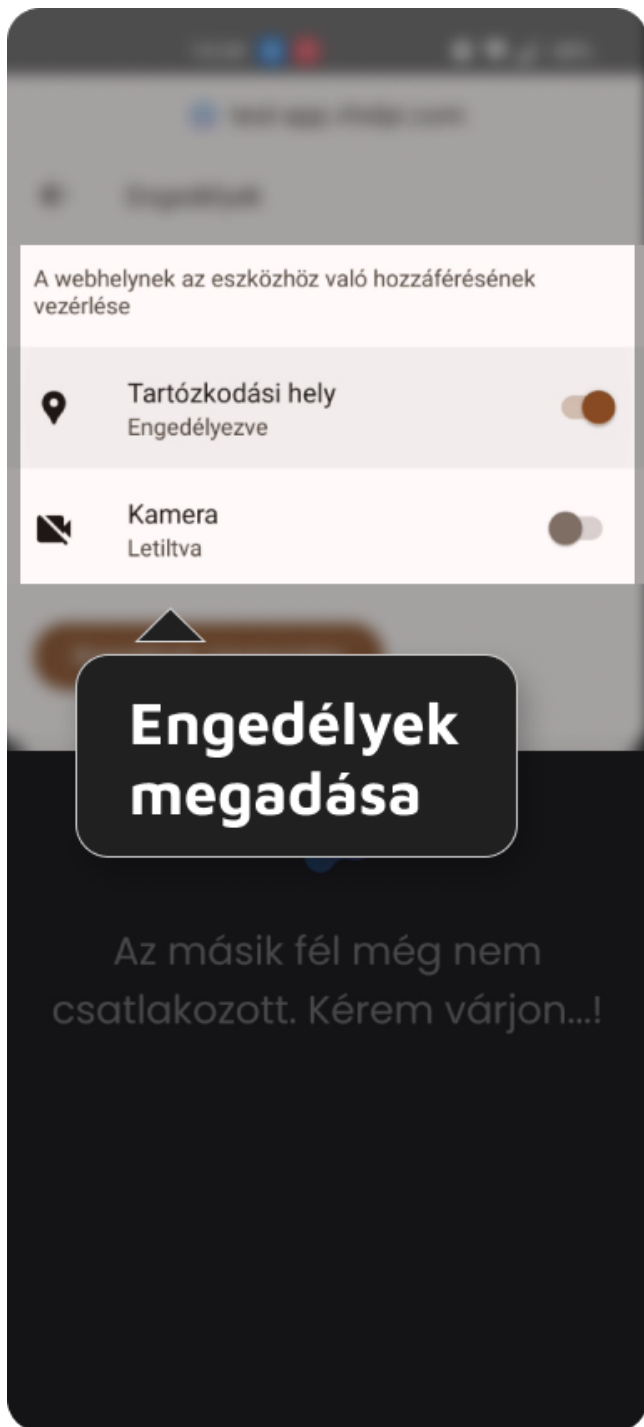 Engedélyek
A webhelynek az eszközhöz való hozzáférésének
vezérlése
Tartózkodási hely
Engedélyezve
Kamera
Letiltva
Engedélyek
megadása
Az másik fél még nem
csatlakozott. Kérem várjon...!